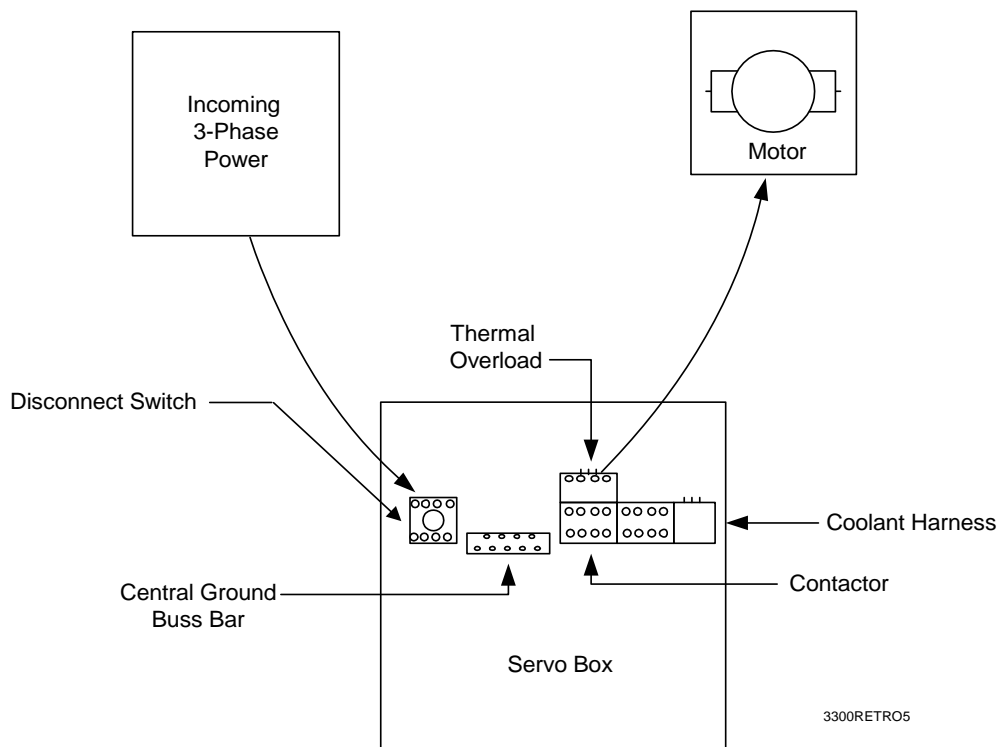 Incoming
3-Phase
Power
Motor
Thermal
Overload
Disconnect Switch
Coolant Harness
Central Ground
Buss Bar
Contactor
Servo Box
3300RETRO5